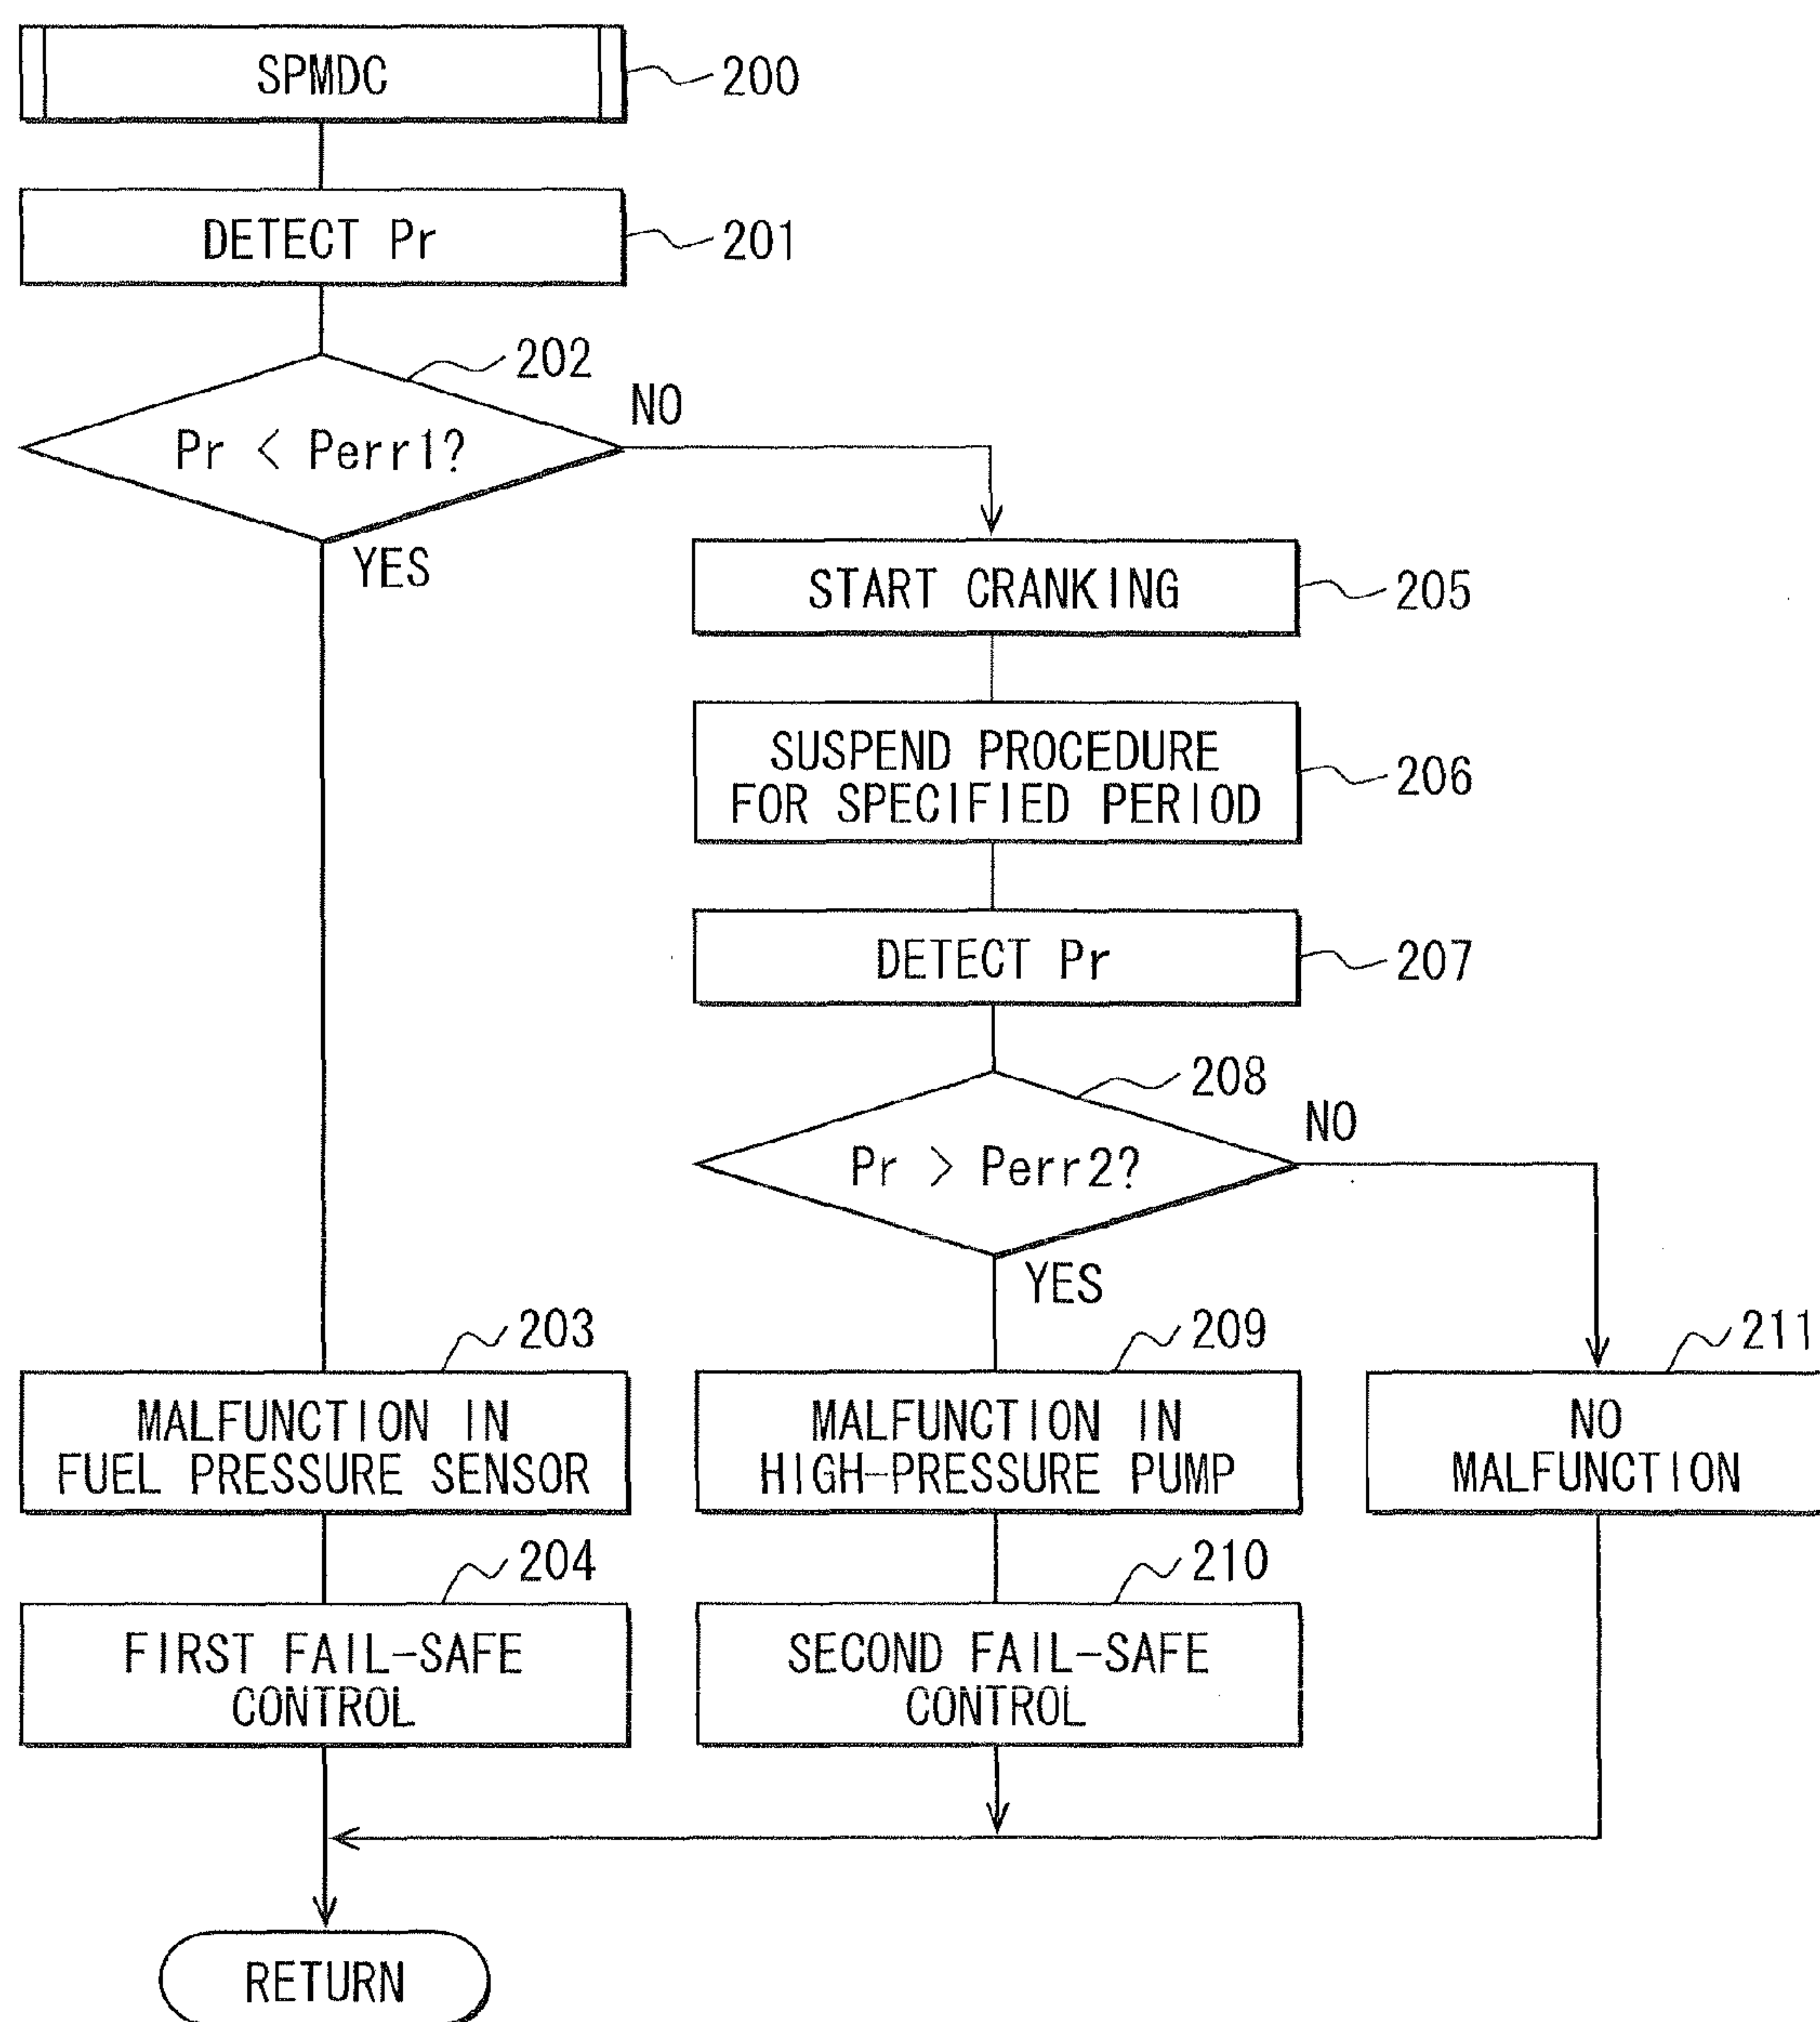 SPMDC
200
DETECT Pr
201
202
Pr < Perr1?
NO
YES
START CRANKING
205
SUSPEND PROCEDURE
FOR SPECIFIED PERIOD
206
DETECT Pr
207
208
Pr > Perr2?
NO
YES
203
MALFUNCTION IN
FUEL PRESSURE SENSOR
209
MALFUNCTION IN
HIGH-PRESSURE PUMP
211
NO
MALFUNCTION
204
FIRST FAIL-SAFE
CONTROL
210
SECOND FAIL-SAFE
CONTROL
RETURN